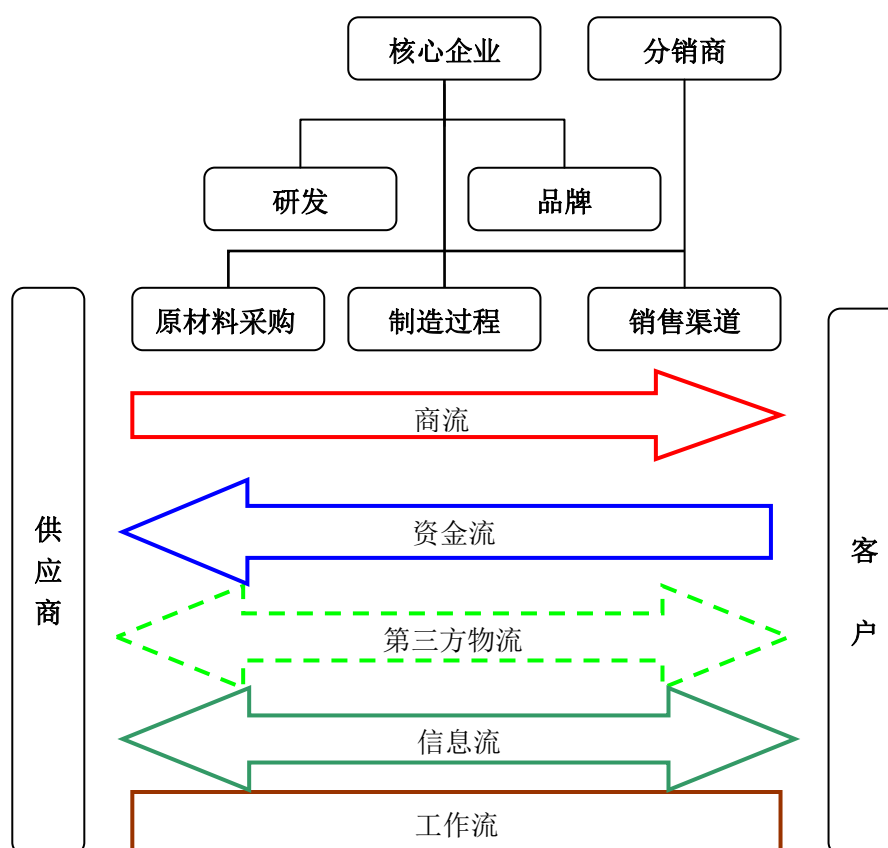 核心企业
分销商
研发
品牌
原材料采购
制造过程
销售渠道
商流
资金流
供
应
商
客
户
第三方物流
信息流
工作流